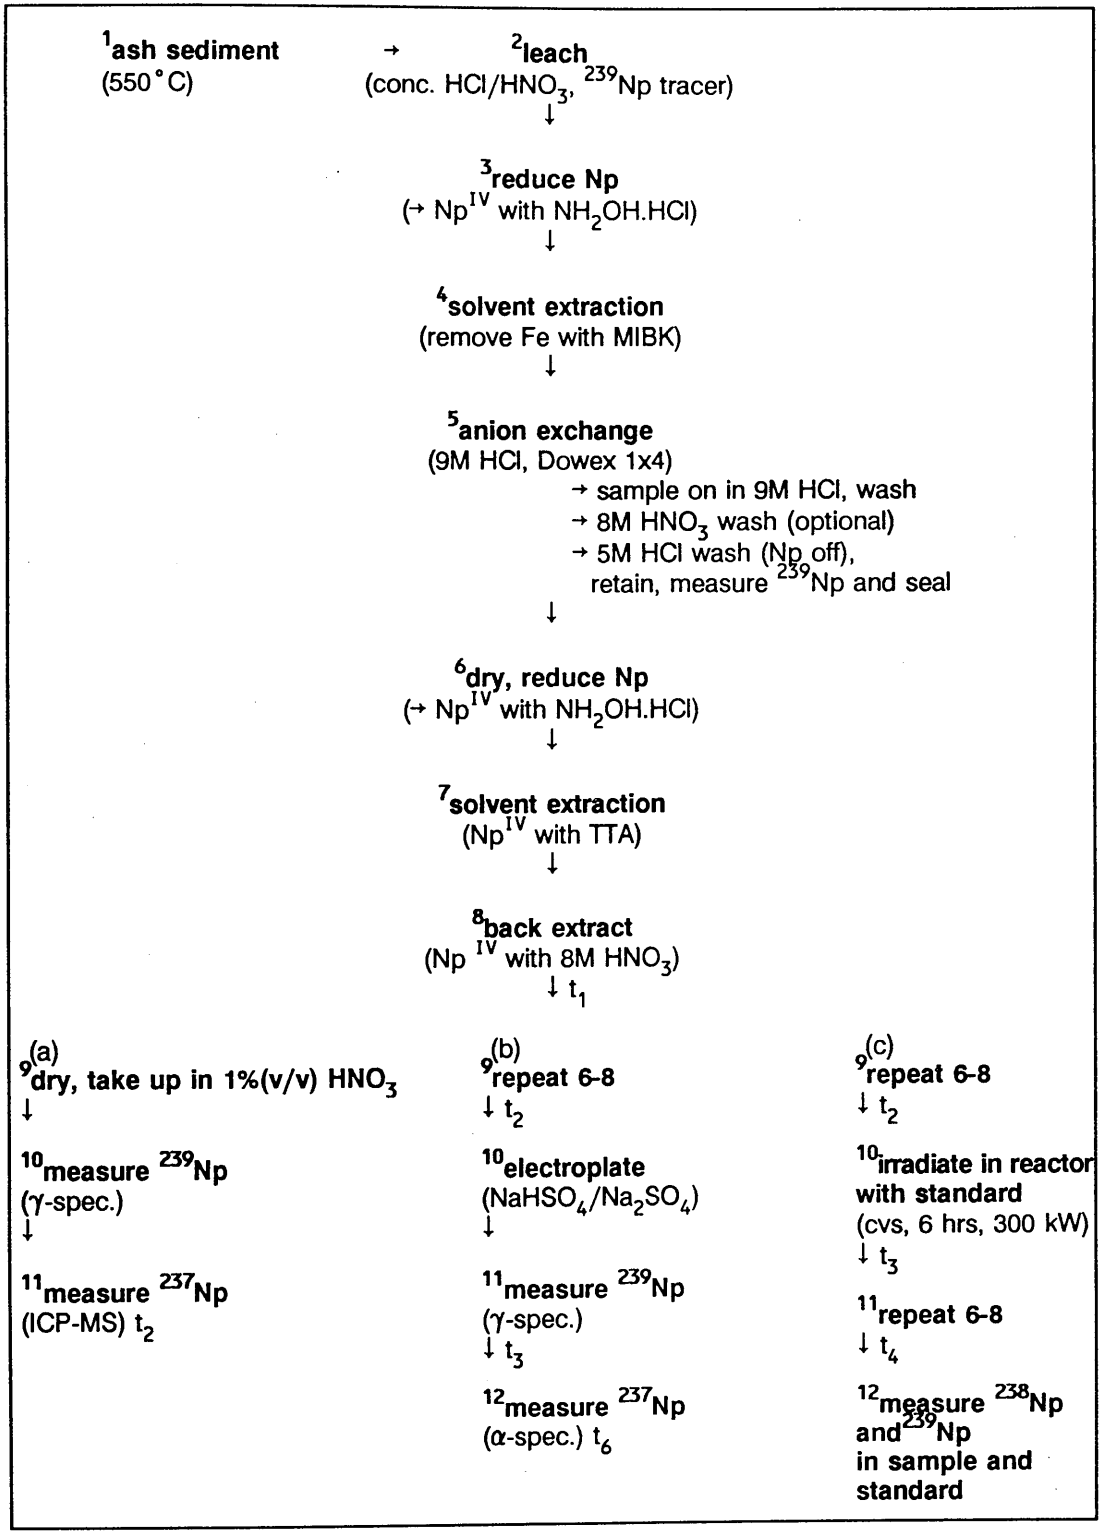 ¹ash sediment → ²leach
(550°C) (conc. HCl/HNO₃, ²³⁹Np tracer)
↓
³reduce Np
(→ Np^IV with NH₂OH.HCl)
↓
⁴solvent extraction
(remove Fe with MIBK)
↓
⁵anion exchange
(9M HCl, Dowex 1x4)
→ sample on in 9M HCl, wash
→ 8M HNO₃ wash (optional)
→ 5M HCl wash (Np off),
retain, measure ²³⁹Np and seal
↓
⁶dry, reduce Np
(→ Np^IV with NH₂OH.HCl)
↓
⁷solvent extraction
(Np^IV with TTA)
↓
⁸back extract
(Np ^IV with 8M HNO₃)
↓ t₁
(a)
⁹dry, take up in 1%(v/v) HNO₃
↓
¹⁰measure ²³⁹Np
(γ-spec.)
↓
¹¹measure ²³⁷Np
(ICP-MS) t₂
(b)
⁹repeat 6-8
↓ t₂
¹⁰electroplate
(NaHSO₄/Na₂SO₄)
↓
¹¹measure ²³⁹Np
(γ-spec.)
↓ t₃
¹²measure ²³⁷Np
(α-spec.) t₆
(c)
⁹repeat 6-8
↓ t₂
¹⁰irradiate in reactor
with standard
(cvs, 6 hrs, 300 kW)
↓ t₃
¹¹repeat 6-8
↓ t₄
¹²measure ²³⁸Np
and ²³⁹Np
in sample and
standard